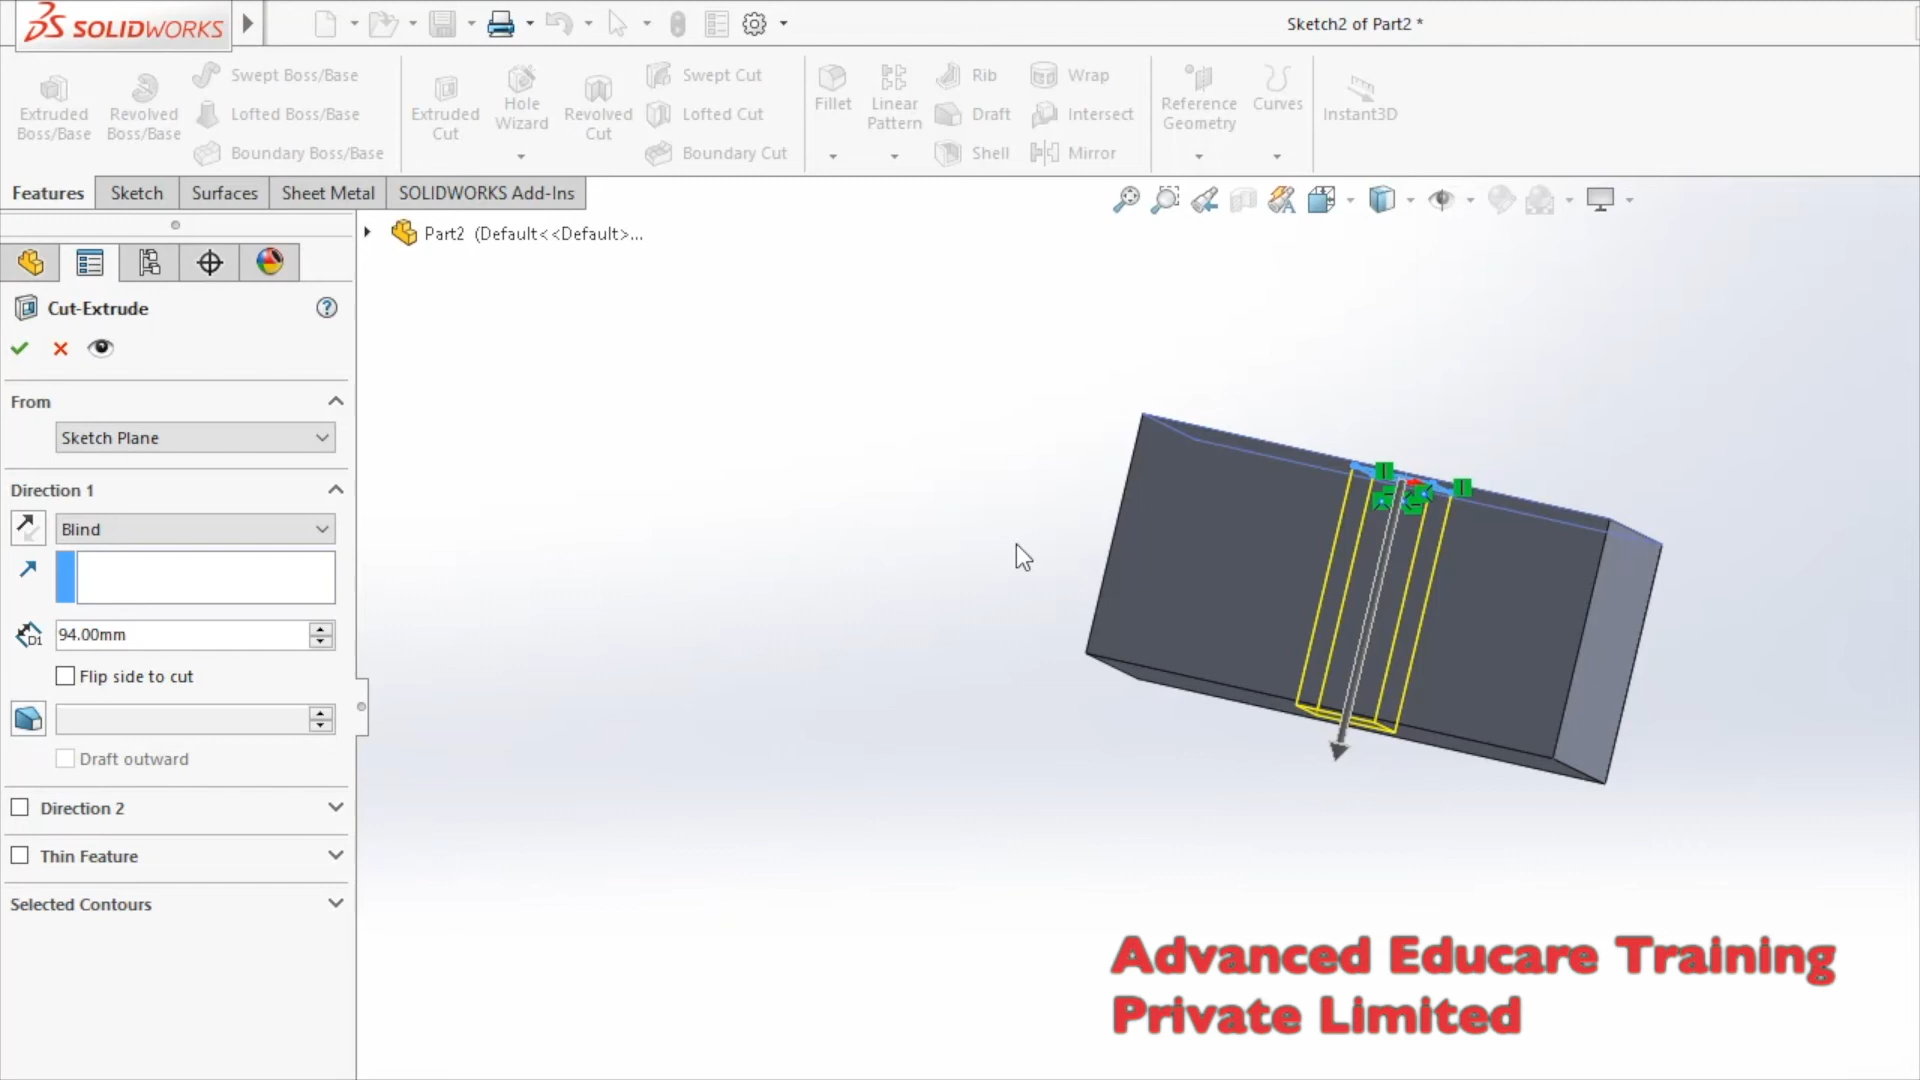 SOLIDWORKS
Sketch2 of Part2 *
Extruded Boss/Base
Revolved Boss/Base
Swept Boss/Base
Lofted Boss/Base
Boundary Boss/Base
Extruded Cut
Hole Wizard
Revolved Cut
Swept Cut
Lofted Cut
Boundary Cut
Fillet
Linear Pattern
Rib
Draft
Shell
Wrap
Intersect
Mirror
Reference Geometry
Curves
Instant3D
Features
Sketch
Surfaces
Sheet Metal
SOLIDWORKS Add-Ins
Part2 (Default<<Default>...
Cut-Extrude
From
Sketch Plane
Direction 1
Blind
D1
94.00mm
Flip side to cut
Draft outward
Direction 2
Thin Feature
Selected Contours
Advanced Educare Training
Private Limited